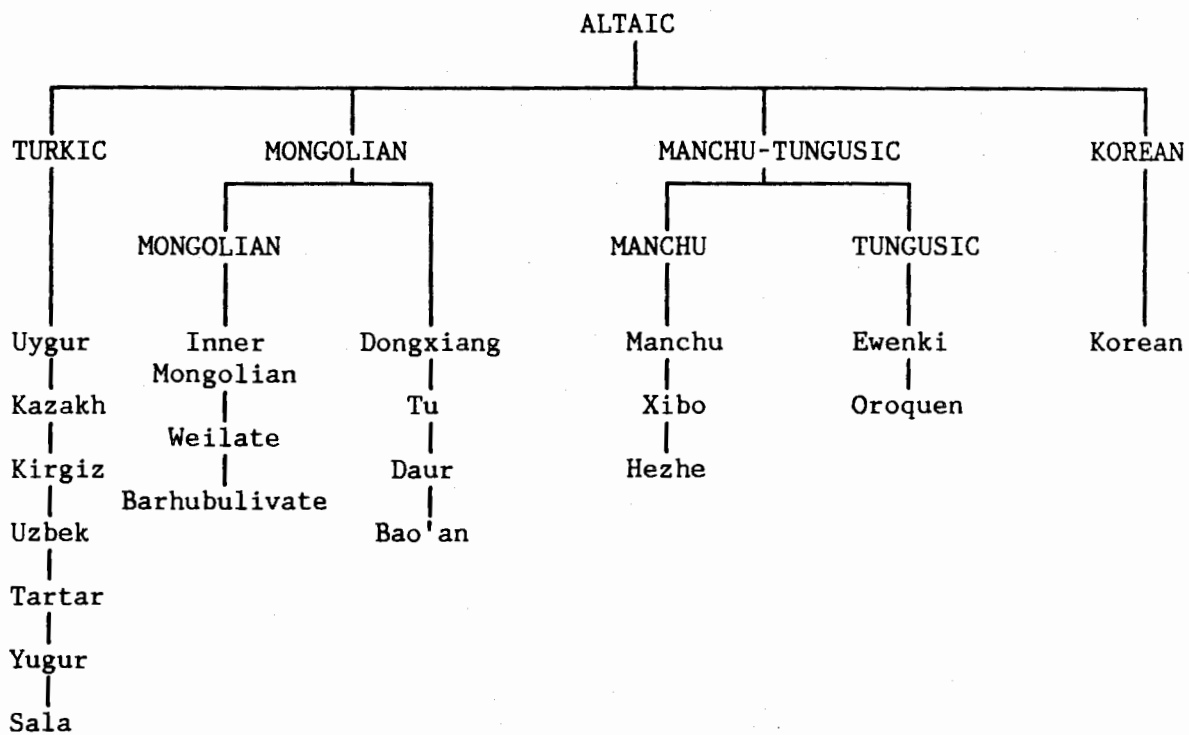 ALTAIC
TURKIC MONGOLIAN MANCHU-TUNGUSIC KOREAN
MONGOLIAN MANCHU TUNGUSIC
Uygur Inner Dongxiang Manchu Ewenki Korean
Mongolian
Kazakh Tu Xibo Oroquen
Weilate
Kirgiz Daur Hezhe
Barhubulivate
Uzbek Bao'an
Tartar
Yugur
Sala